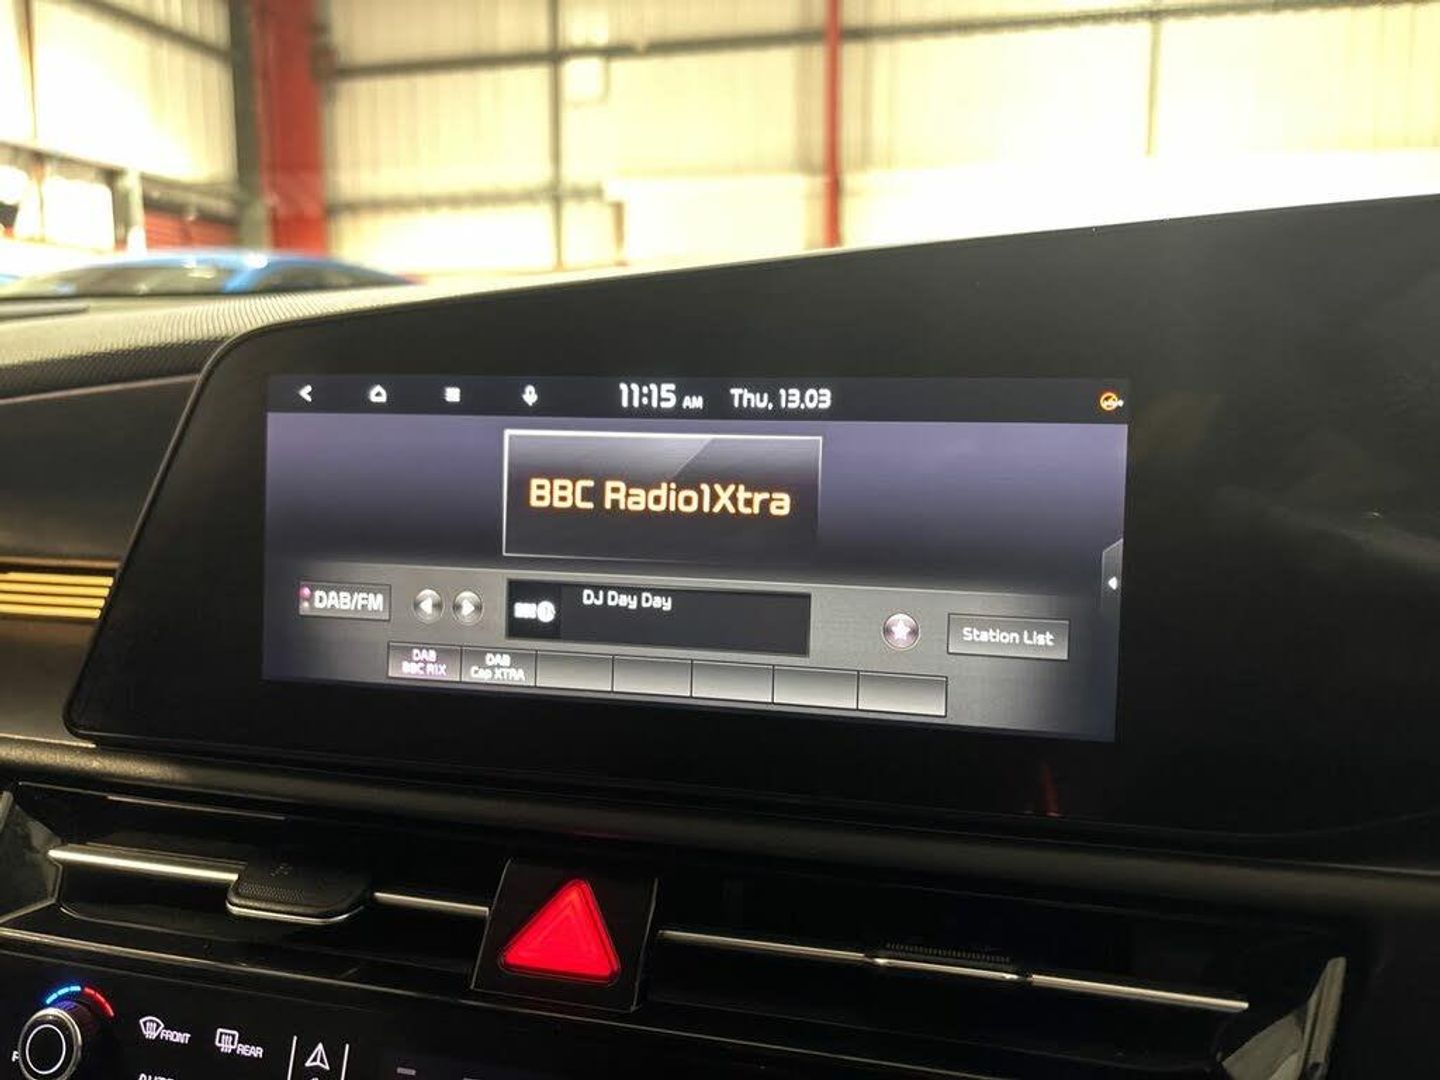 11:15 AM Thu, 13.03
BBC Radio1Xtra
DAB/FM
DJ Day Day
Station List
DAB
BBC R1X
DAB
Cap XTRA
FRONT
REAR